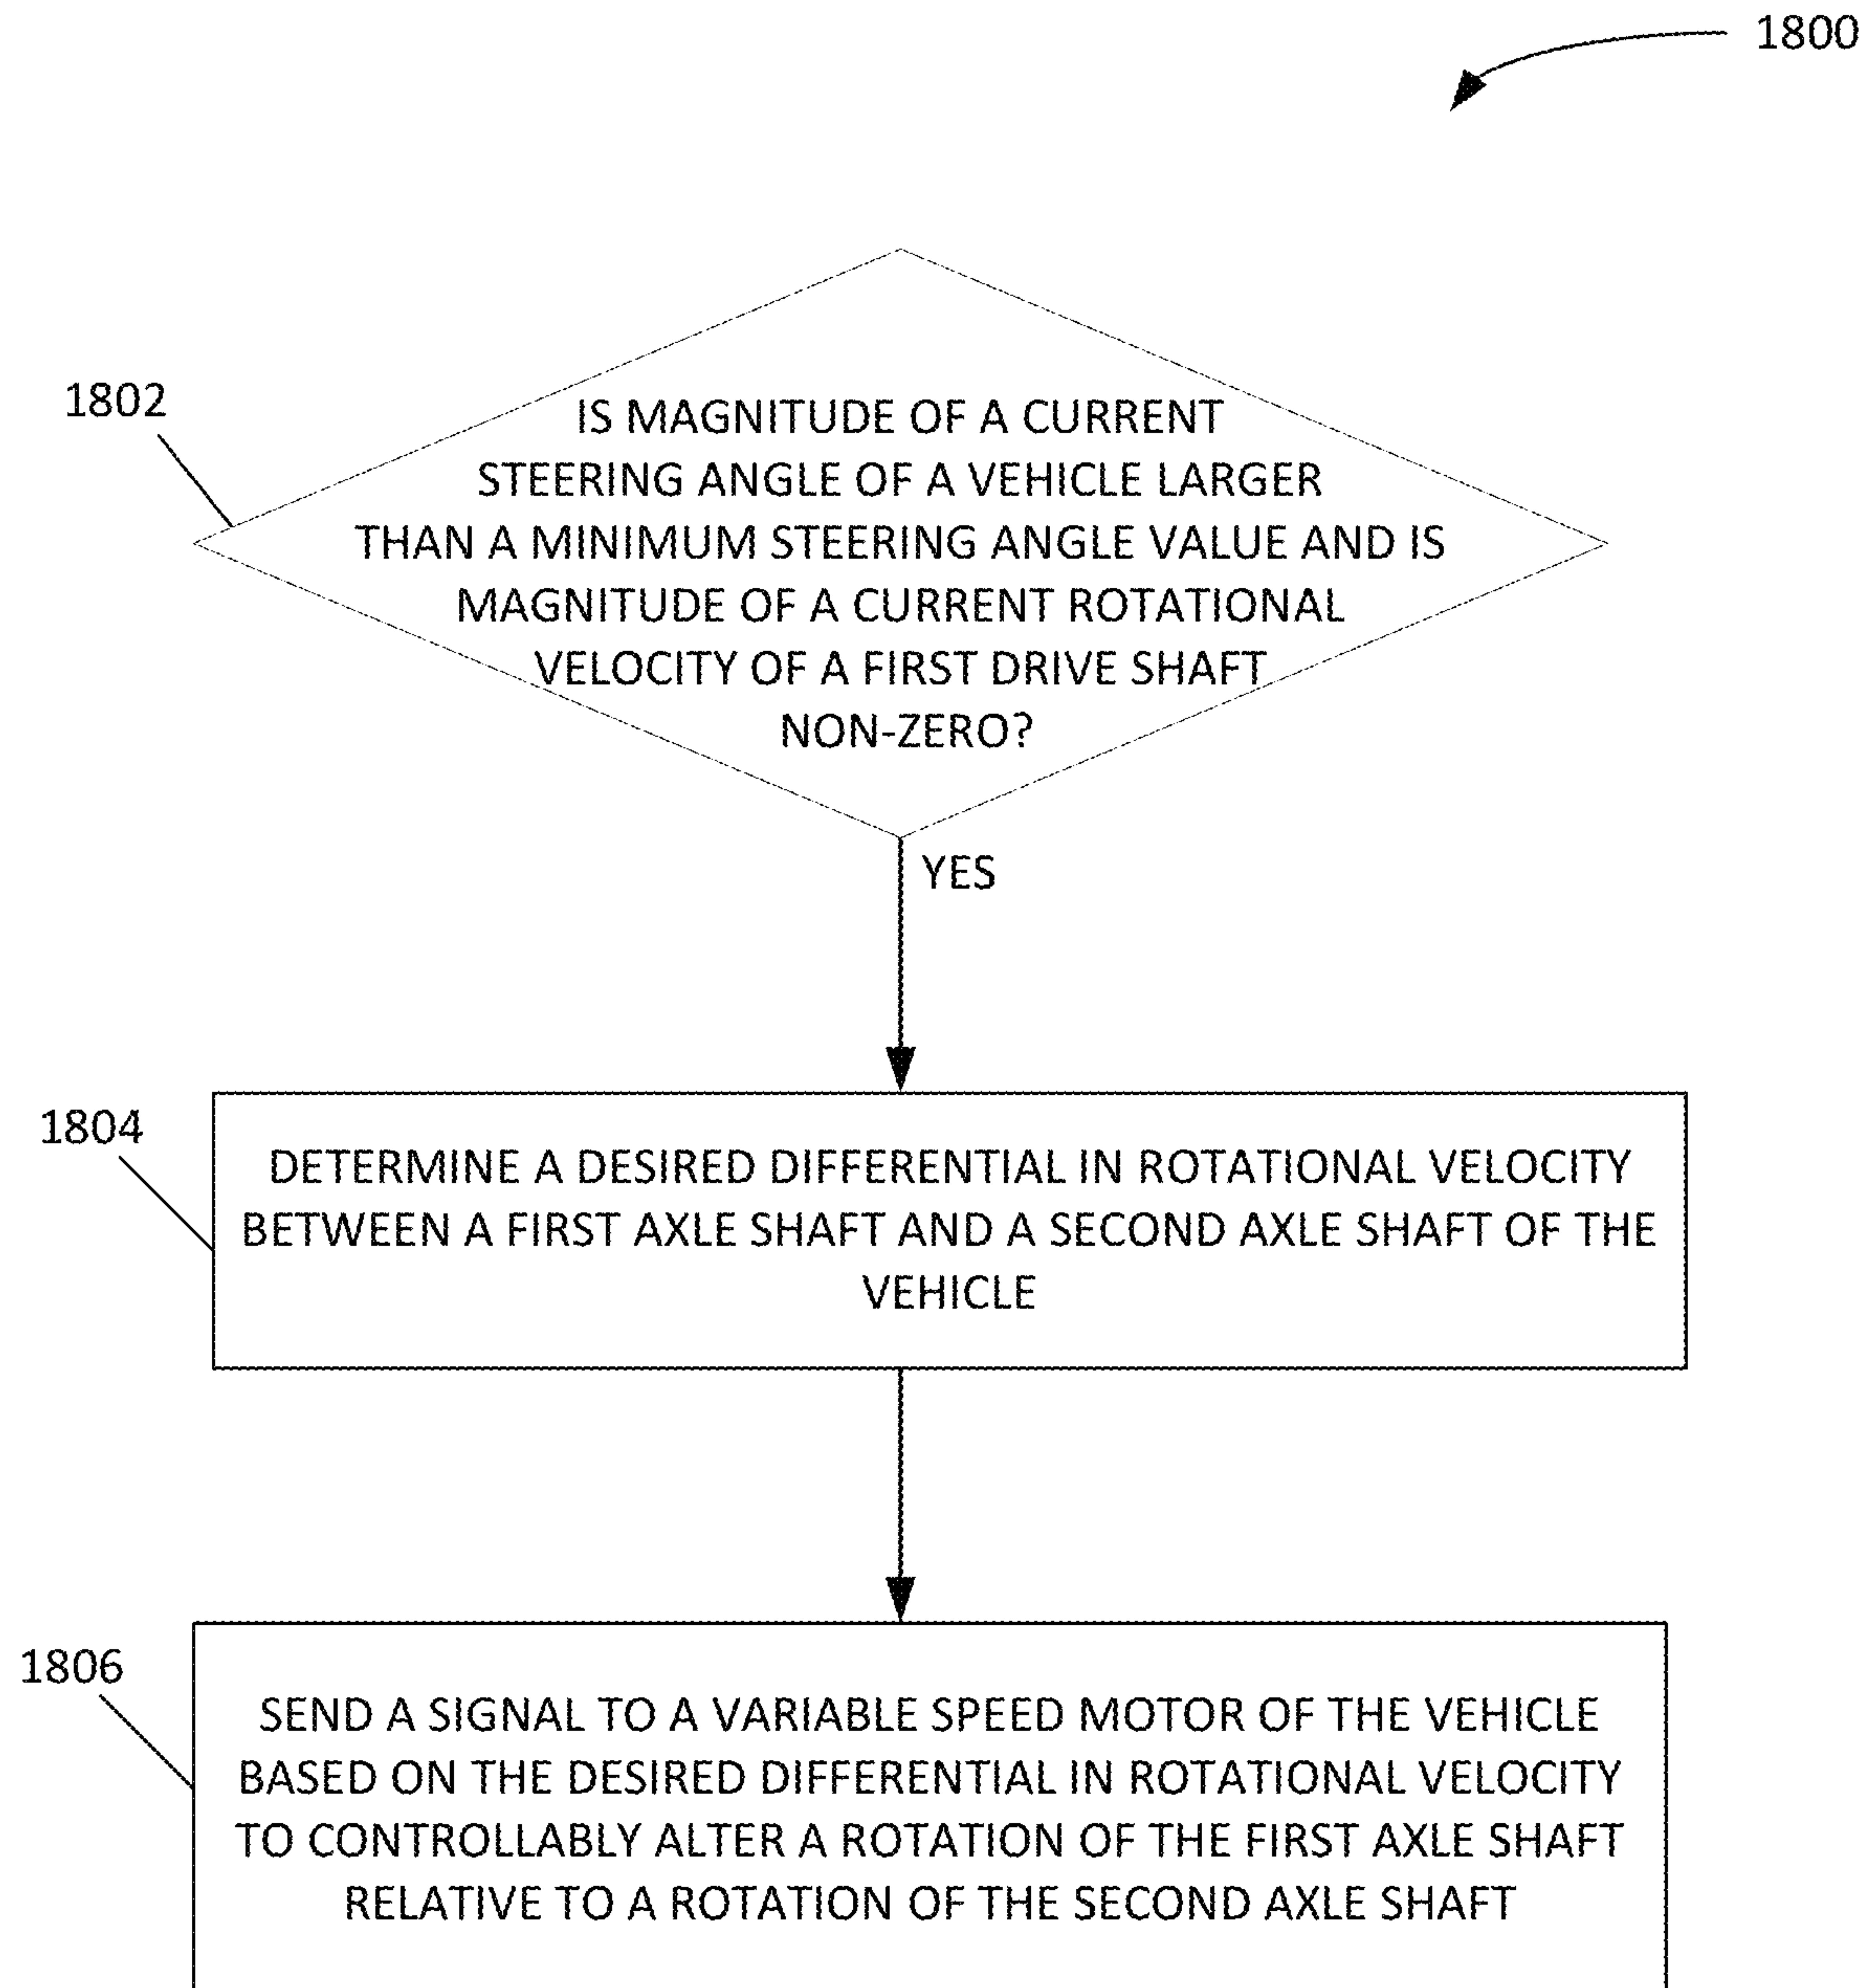 1800
1802
IS MAGNITUDE OF A CURRENT
STEERING ANGLE OF A VEHICLE LARGER
THAN A MINIMUM STEERING ANGLE VALUE AND IS
MAGNITUDE OF A CURRENT ROTATIONAL
VELOCITY OF A FIRST DRIVE SHAFT
NON-ZERO?
YES
1804
DETERMINE A DESIRED DIFFERENTIAL IN ROTATIONAL VELOCITY
BETWEEN A FIRST AXLE SHAFT AND A SECOND AXLE SHAFT OF THE
VEHICLE
1806
SEND A SIGNAL TO A VARIABLE SPEED MOTOR OF THE VEHICLE
BASED ON THE DESIRED DIFFERENTIAL IN ROTATIONAL VELOCITY
TO CONTROLLABLY ALTER A ROTATION OF THE FIRST AXLE SHAFT
RELATIVE TO A ROTATION OF THE SECOND AXLE SHAFT